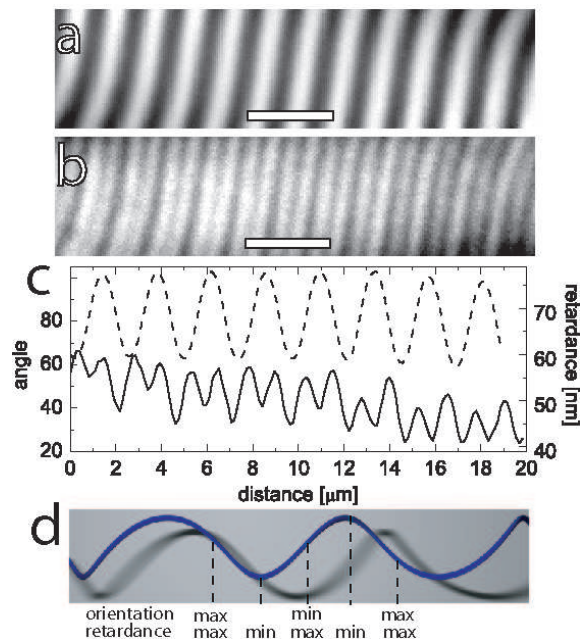 a
b
c
100
80
60
40
20
angle
70
60
50
40
retardance [nm]
0 2 4 6 8 10 12 14 16 18 20
distance [μm]
d
orientation max min max
retardance max min max min max